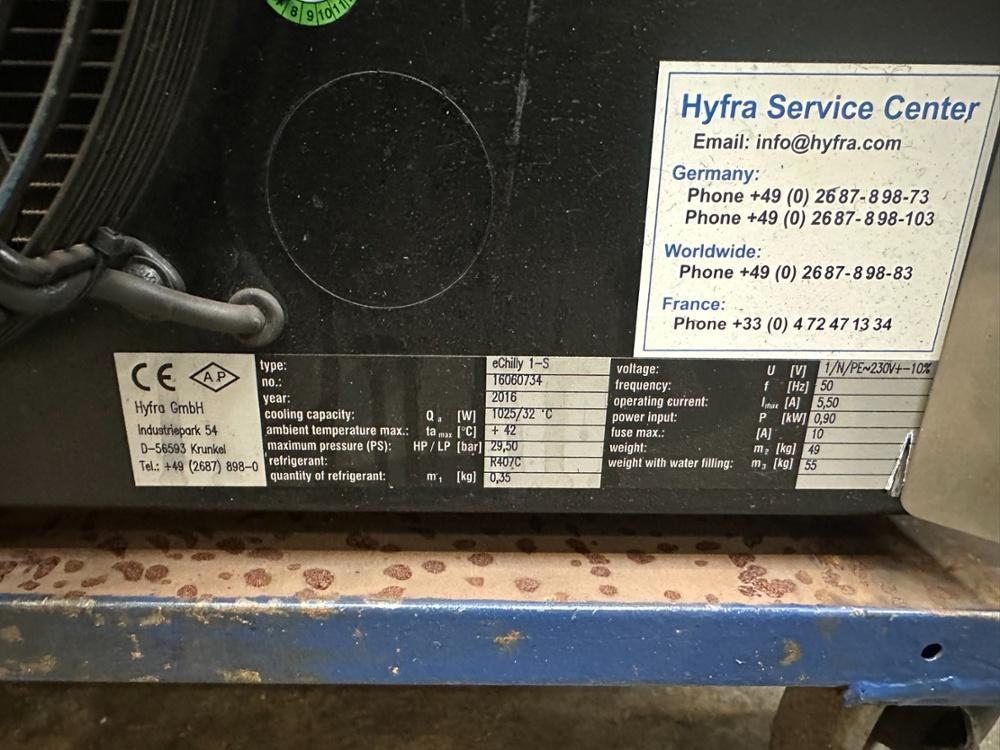 8 9 10 11
Hyfra Service Center
Email: info@hyfra.com
Germany:
Phone +49 (0) 2687-898-73
Phone +49 (0) 2687-898-103
Worldwide:
Phone +49 (0) 2687-898-83
France:
Phone +33 (0) 4 72 47 13 34
CE A.P
Hyfra GmbH
Industriepark 54
D-56593 Krunkel
Tel.: +49 (2687) 898-0
type: eChilly 1-S
no.: 16060734
year: 2016
cooling capacity: Q a [W] 1025/32 °C
ambient temperature max.: ta max [°C] + 42
maximum pressure (PS): HP / LP [bar] 29,50
refrigerant: R407C
quantity of refrigerant: m1 [kg] 0,35
voltage: U [V] 1/N/PE~230V+-10%
frequency: f [Hz] 50
operating current: Imax [A] 5,50
power input: P [kW] 0,90
fuse max.: [A] 10
weight: m2 [kg] 49
weight with water filling: m3 [kg] 55